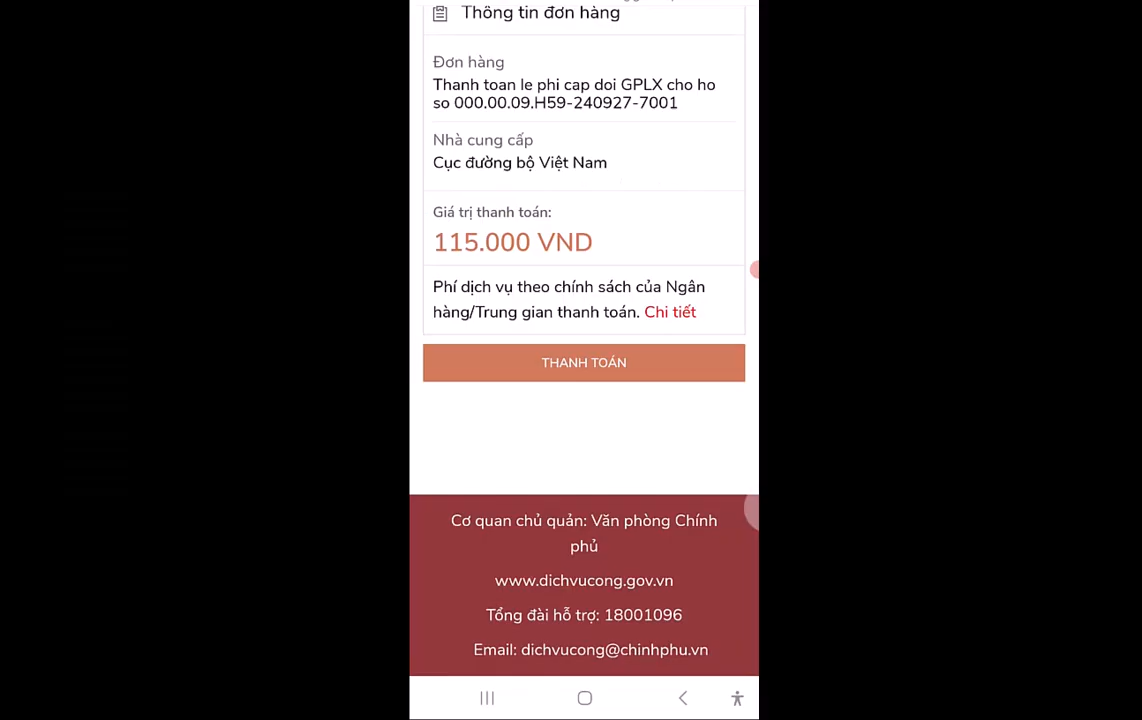 Thông tin đơn hàng
Đơn hàng
Thanh toan le phi cap doi GPLX cho ho
so 000.00.09.H59-240927-7001
Nhà cung cấp
Cục đường bộ Việt Nam
Giá trị thanh toán:
115.000 VND
Phí dịch vụ theo chính sách của Ngân
hàng/Trung gian thanh toán. Chi tiết
THANH TOÁN
Cơ quan chủ quản: Văn phòng Chính
phủ
www.dichvucong.gov.vn
Tổng đài hỗ trợ: 18001096
Email: dichvucong@chinhphu.vn